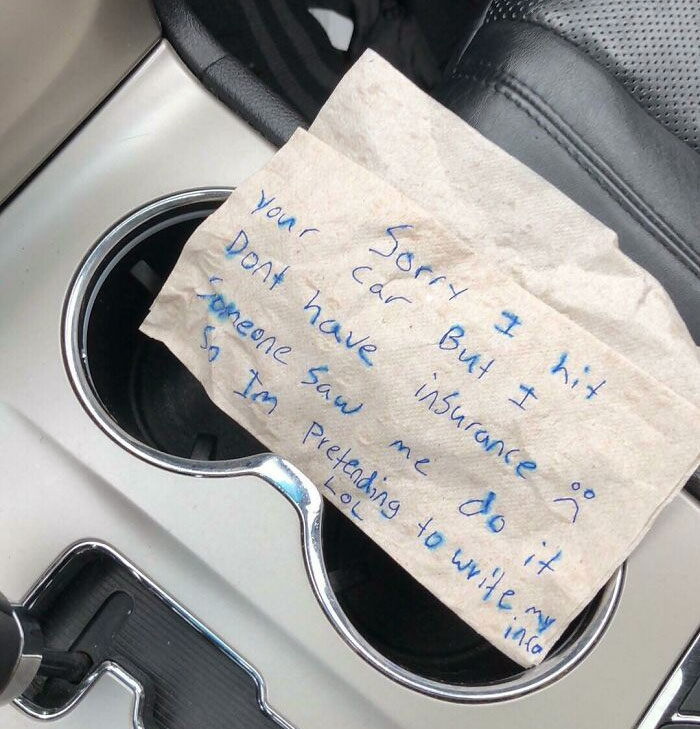 Sorry I hit
your car. But I
Dont have insurance ☹
Someone saw me do it
So Im Pretending to write my
info
LOL